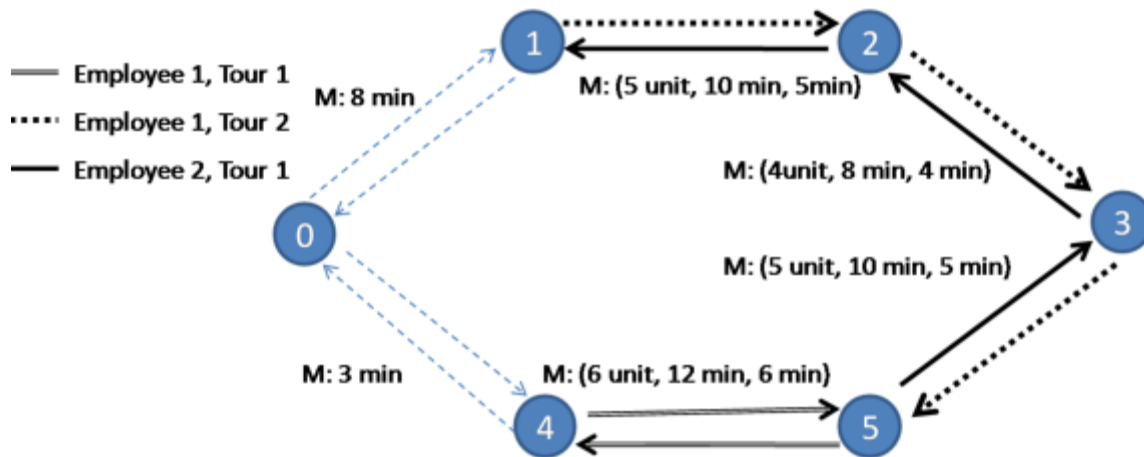 1
2
Employee 1, Tour 1
M: 8 min
M: (5 unit, 10 min, 5min)
Employee 1, Tour 2
Employee 2, Tour 1
M: (4unit, 8 min, 4 min)
0
3
M: (5 unit, 10 min, 5 min)
M: 3 min
M: (6 unit, 12 min, 6 min)
4
5